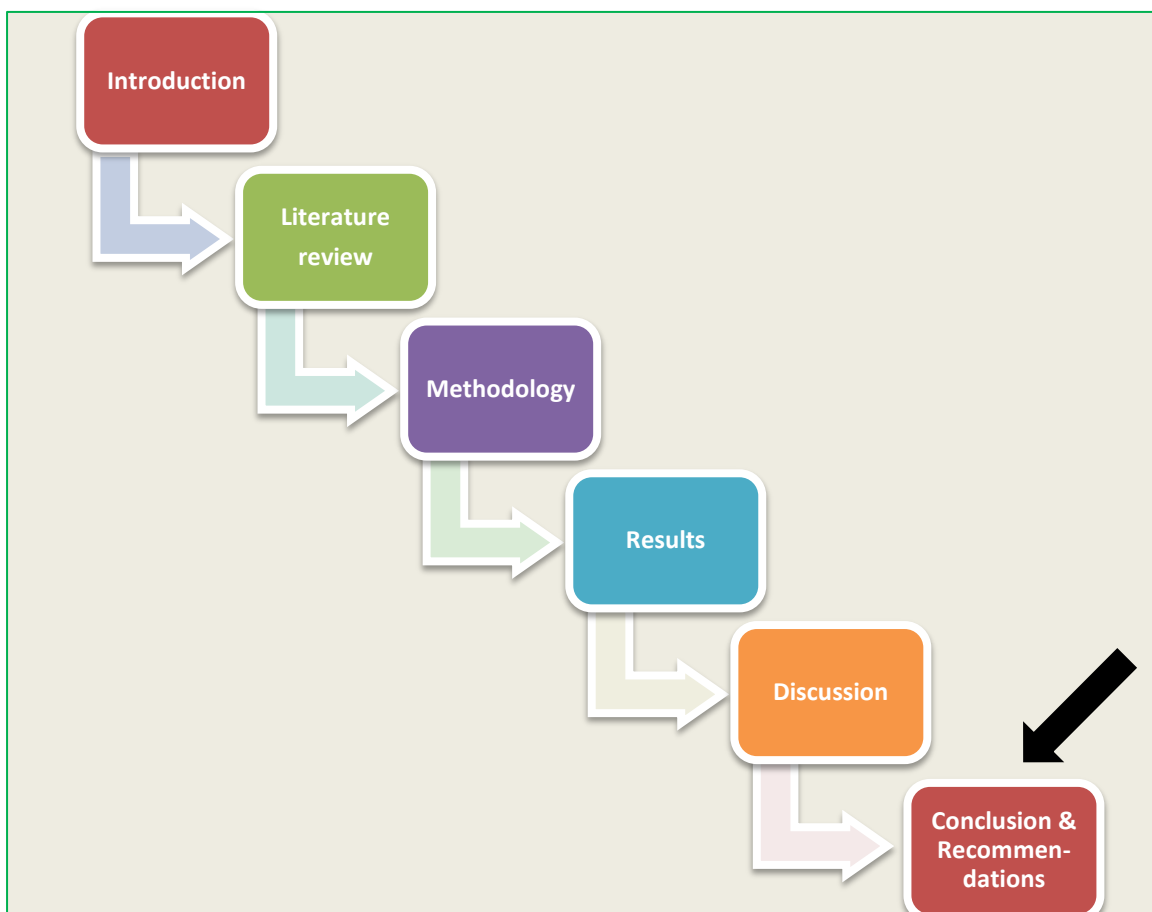 Introduction
Literature
review
Methodology
Results
Discussion
Conclusion &
Recommen-
dations